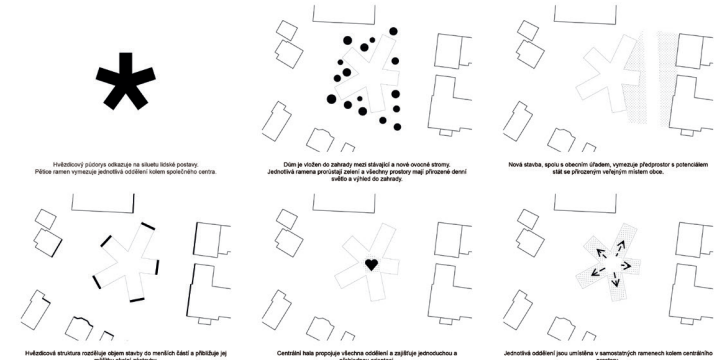 Hvězdicový půdorys odkazuje na siluetu lidské postavy.
Pětice ramen vymezuje jednotlivá oddělení kolem společného centra.
Dům je vložen do zahrady mezi stávající a nové ovocné stromy.
Jednotlivá ramena prorůstají zelení a všechny prostory mají přirozené denní
světlo a výhled do zahrady.
Nová stavba, spolu s obecním úřadem, vymezuje předprostor s potenciálem
stát se přirozeným veřejným místem obce.
Hvězdicová struktura rozděluje objem stavby do menších částí a přibližuje jej
Centrální hala propojuje všechna oddělení a zajišťuje jednoduchou a
Jednotlivá oddělení jsou umístěna v samostatných ramenech kolem centrálního